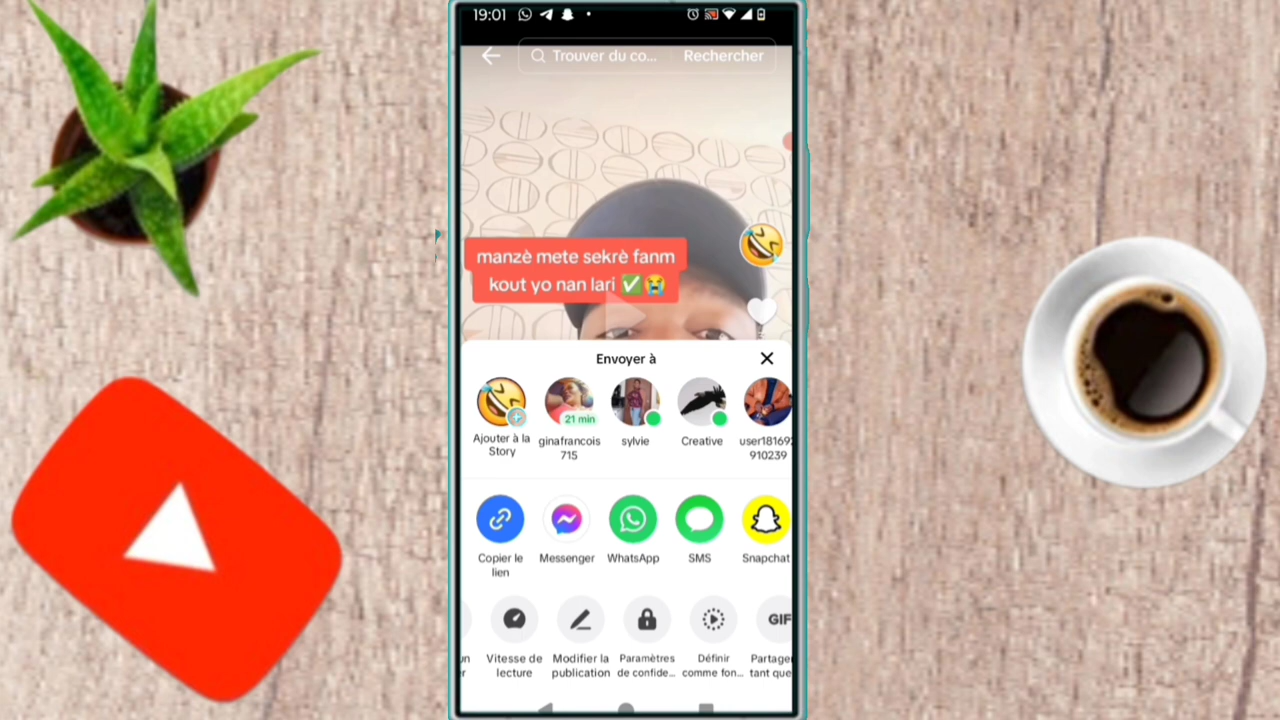 19:01
Trouver du co... Rechercher
manzè mete sekrè fanm
kout yo nan lari ✅😭
Envoyer à
Ajouter à la
Story
ginafrancois
715
21 min
sylvie
Creative
user18169
910239
Copier le
lien
Messenger
WhatsApp
SMS
Snapchat
Vitesse de
lecture
Modifier la
publication
Paramètres
de confide...
Définir
comme fon...
GIF
Partager
tant que